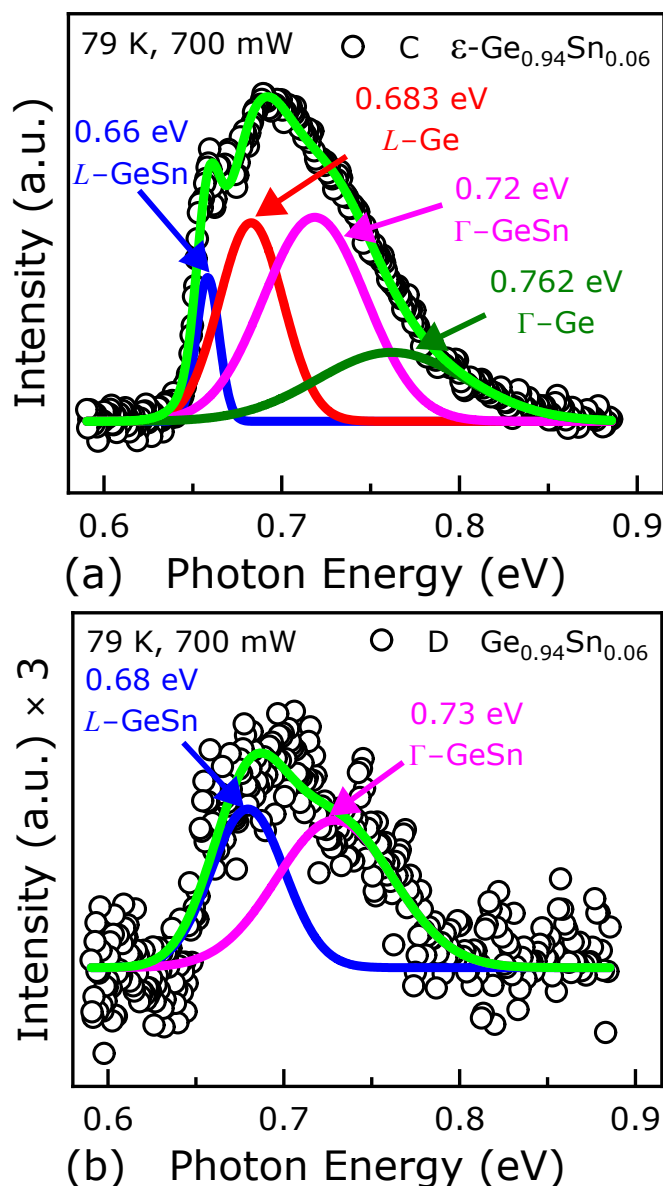 79 K, 700 mW C ε-Ge0.94Sn0.06
0.66 eV
L-GeSn
0.683 eV
L-Ge
0.72 eV
Γ-GeSn
0.762 eV
Γ-Ge
Intensity (a.u.)
0.6 0.7 0.8 0.9
(a) Photon Energy (eV)
79 K, 700 mW D Ge0.94Sn0.06
0.68 eV
L-GeSn
0.73 eV
Γ-GeSn
Intensity (a.u.) × 3
0.6 0.7 0.8 0.9
(b) Photon Energy (eV)